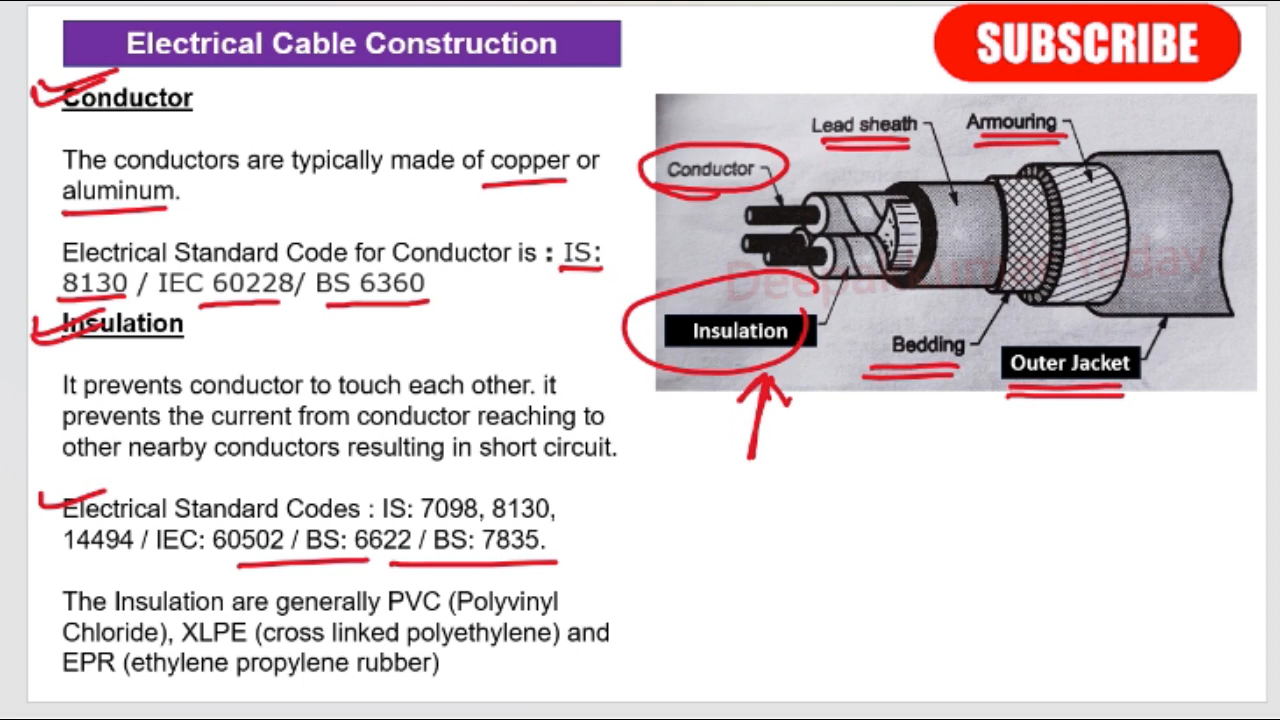 Electrical Cable Construction
SUBSCRIBE
Conductor
The conductors are typically made of copper or
aluminum.
Electrical Standard Code for Conductor is : IS:
8130 / IEC 60228/ BS 6360
Insulation
It prevents conductor to touch each other. it
prevents the current from conductor reaching to
other nearby conductors resulting in short circuit.
Electrical Standard Codes : IS: 7098, 8130,
14494 / IEC: 60502 / BS: 6622 / BS: 7835.
The Insulation are generally PVC (Polyvinyl
Chloride), XLPE (cross linked polyethylene) and
EPR (ethylene propylene rubber)
Lead sheath
Armouring
Conductor
Deepak Kumar Yadav
Insulation
Bedding
Outer Jacket